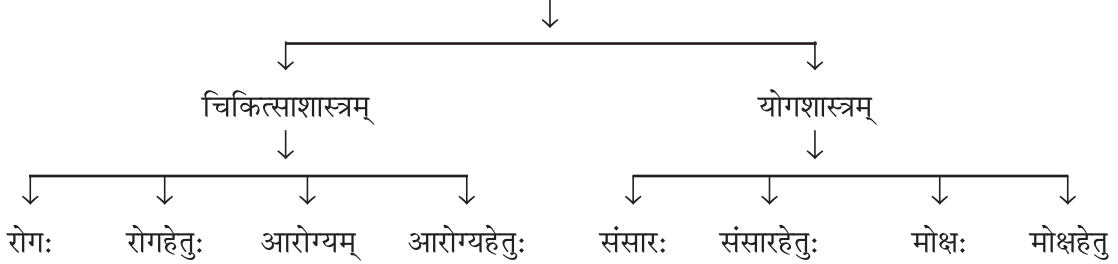 चिकित्साशास्त्रम् योगशास्त्रम्
रोगः रोगहेतुः आरोग्यम् आरोग्यहेतुः संसारः संसारहेतुः मोक्षः मोक्षहेतु